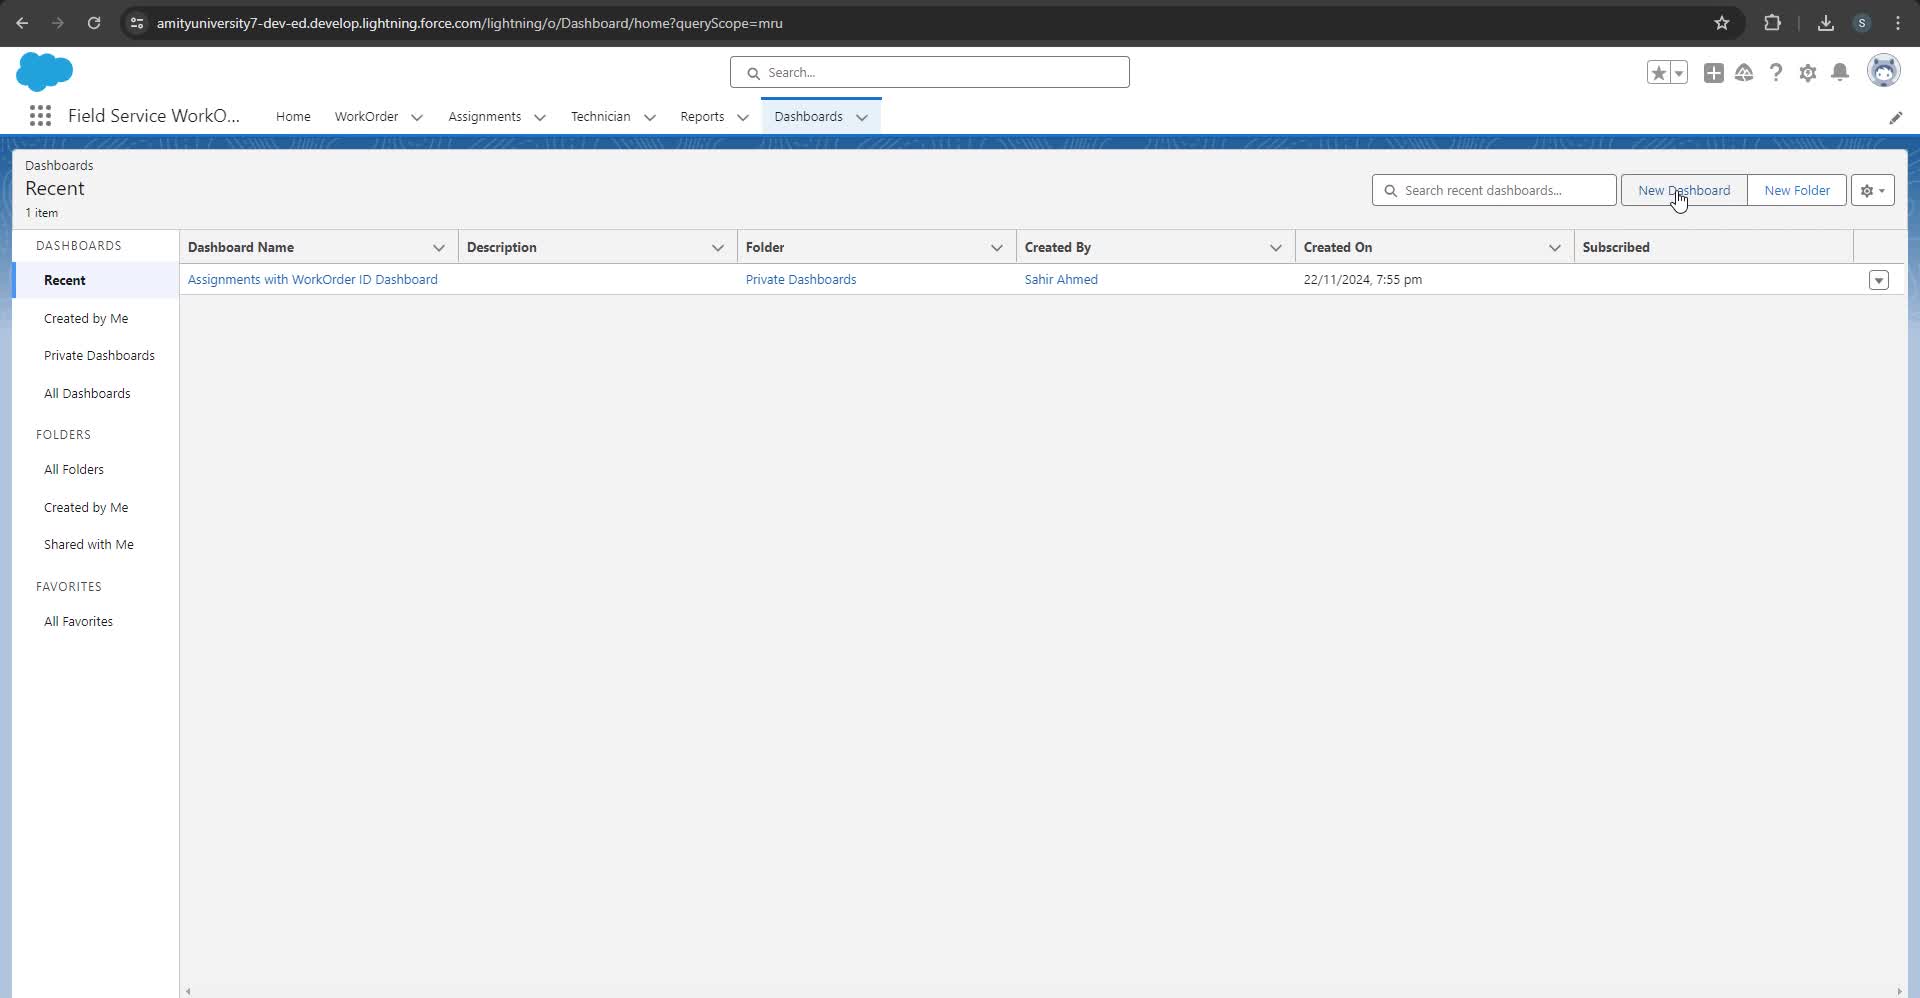 amityuniversity7-dev-ed.develop.lightning.force.com/lightning/o/Dashboard/home?queryScope=mru
S
Search...
Field Service WorkO...
Home
WorkOrder
Assignments
Technician
Reports
Dashboards
Dashboards
Recent
1 item
Search recent dashboards...
New Dashboard
New Folder
DASHBOARDS
Recent
Created by Me
Private Dashboards
All Dashboards
FOLDERS
All Folders
Created by Me
Shared with Me
FAVORITES
All Favorites
Dashboard Name Description Folder Created By Created On Subscribed
Assignments with WorkOrder ID Dashboard Private Dashboards Sahir Ahmed 22/11/2024, 7:55 pm